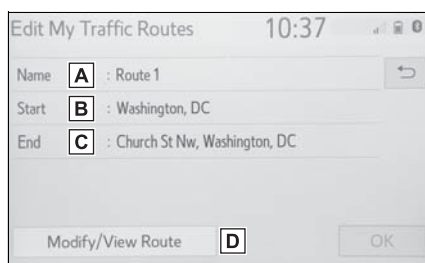 Edit My Traffic Routes 10:37
Name A : Route 1
Start B : Washington, DC
End C : Church St Nw, Washington, DC
Modify/View Route D OK